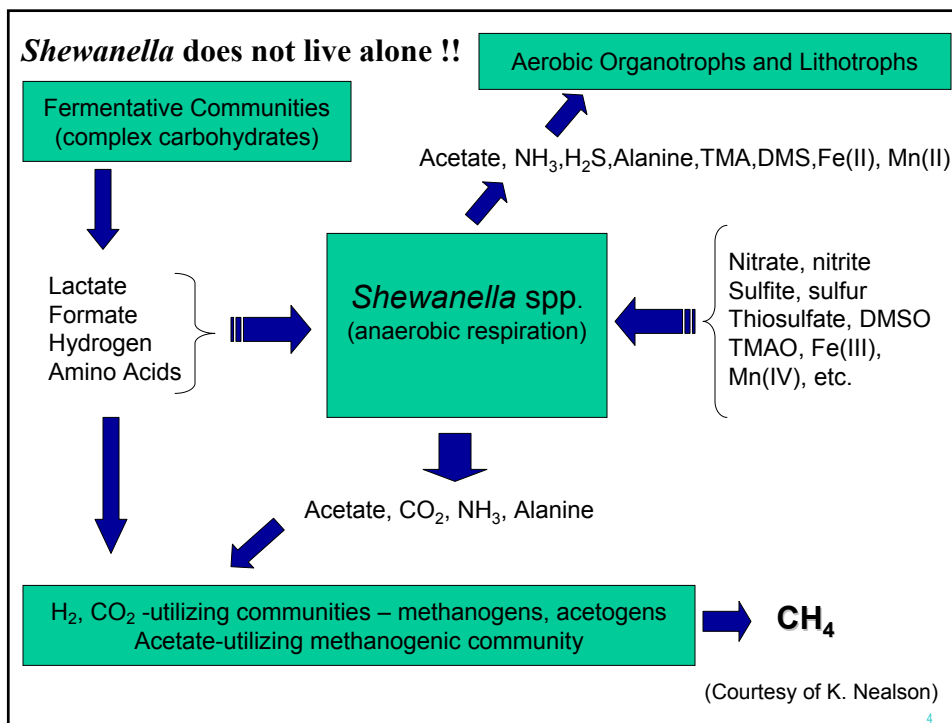 Shewanella does not live alone !!
Aerobic Organotrophs and Lithotrophs
Fermentative Communities
(complex carbohydrates)
Acetate, NH₃,H₂S,Alanine,TMA,DMS,Fe(II), Mn(II)
Lactate
Formate
Hydrogen
Amino Acids
Shewanella spp.
(anaerobic respiration)
Nitrate, nitrite
Sulfite, sulfur
Thiosulfate, DMSO
TMAO, Fe(III),
Mn(IV), etc.
Acetate, CO₂, NH₃, Alanine
H₂, CO₂ -utilizing communities – methanogens, acetogens
Acetate-utilizing methanogenic community
CH₄
(Courtesy of K. Nealson)
4